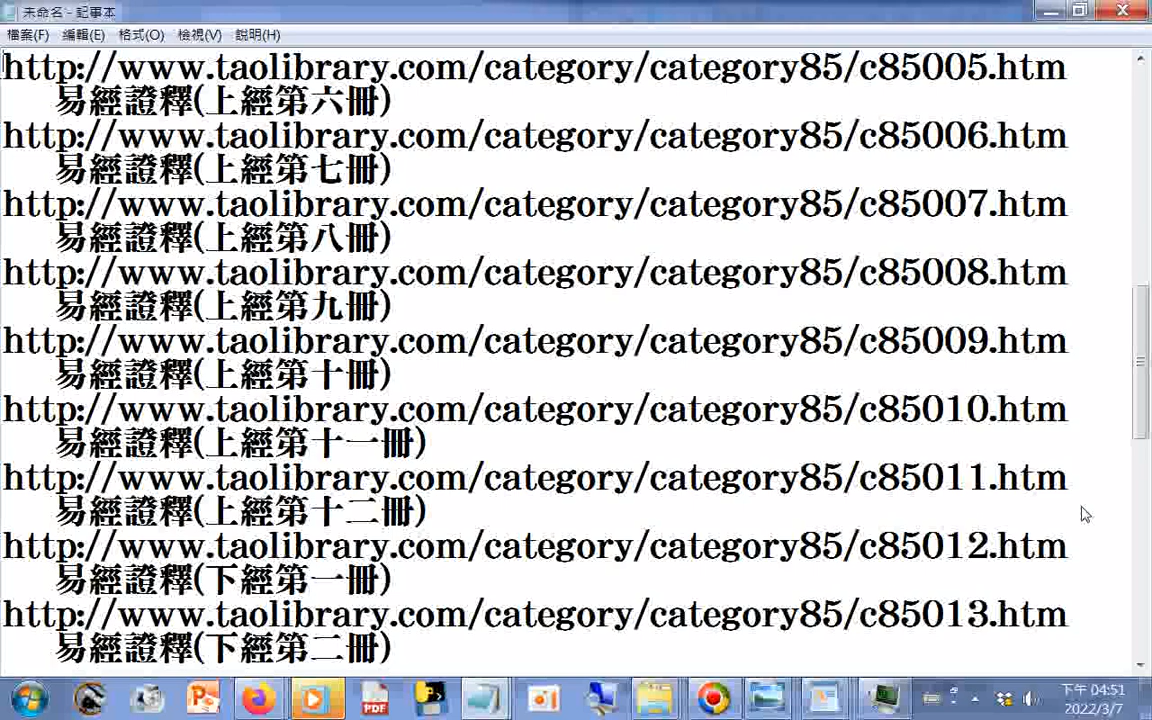 未命名 - 記事本
檔案(F) 編輯(E) 格式(O) 檢視(V) 說明(H)
http://www.taolibrary.com/category/category85/c85005.htm
易經證釋(上經第六冊)
http://www.taolibrary.com/category/category85/c85006.htm
易經證釋(上經第七冊)
http://www.taolibrary.com/category/category85/c85007.htm
易經證釋(上經第八冊)
http://www.taolibrary.com/category/category85/c85008.htm
易經證釋(上經第九冊)
http://www.taolibrary.com/category/category85/c85009.htm
易經證釋(上經第十冊)
http://www.taolibrary.com/category/category85/c85010.htm
易經證釋(上經第十一冊)
http://www.taolibrary.com/category/category85/c85011.htm
易經證釋(上經第十二冊)
http://www.taolibrary.com/category/category85/c85012.htm
易經證釋(下經第一冊)
http://www.taolibrary.com/category/category85/c85013.htm
易經證釋(下經第二冊)
PDF
下午 04:51
2022/3/7